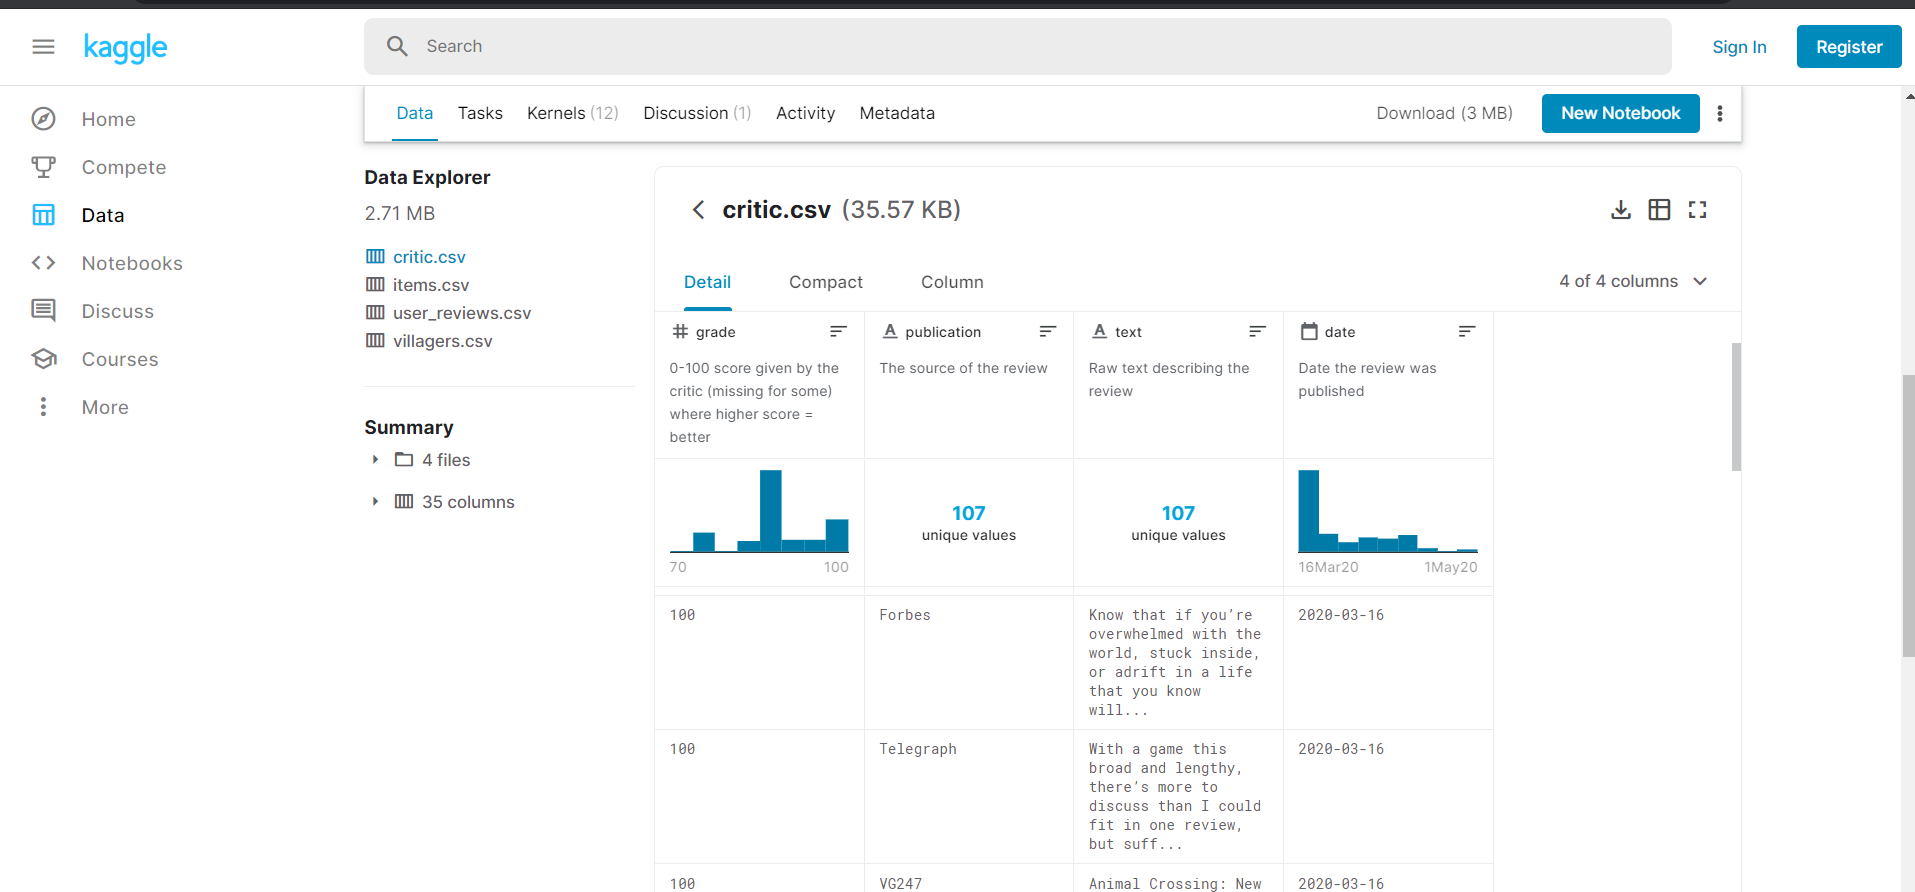 kaggle
Search
Sign In
Register
Home
Compete
Data
Notebooks
Discuss
Courses
More
Data Tasks Kernels (12) Discussion (1) Activity Metadata
Download (3 MB)
New Notebook
Data Explorer
2.71 MB
critic.csv
items.csv
user_reviews.csv
villagers.csv
Summary
4 files
35 columns
critic.csv (35.57 KB)
Detail Compact Column
4 of 4 columns
# grade
0-100 score given by the
critic (missing for some)
where higher score =
better
A publication
The source of the review
A text
Raw text describing the
review
date
Date the review was
published
70 100
107
unique values
107
unique values
16Mar20 1May20
100
Forbes
Know that if you’re
overwhelmed with the
world, stuck inside,
or adrift in a life
that you know
will...
2020-03-16
100
Telegraph
With a game this
broad and lengthy,
there’s more to
discuss than I could
fit in one review,
but suff...
2020-03-16
100
VG247
Animal Crossing: New
2020-03-16